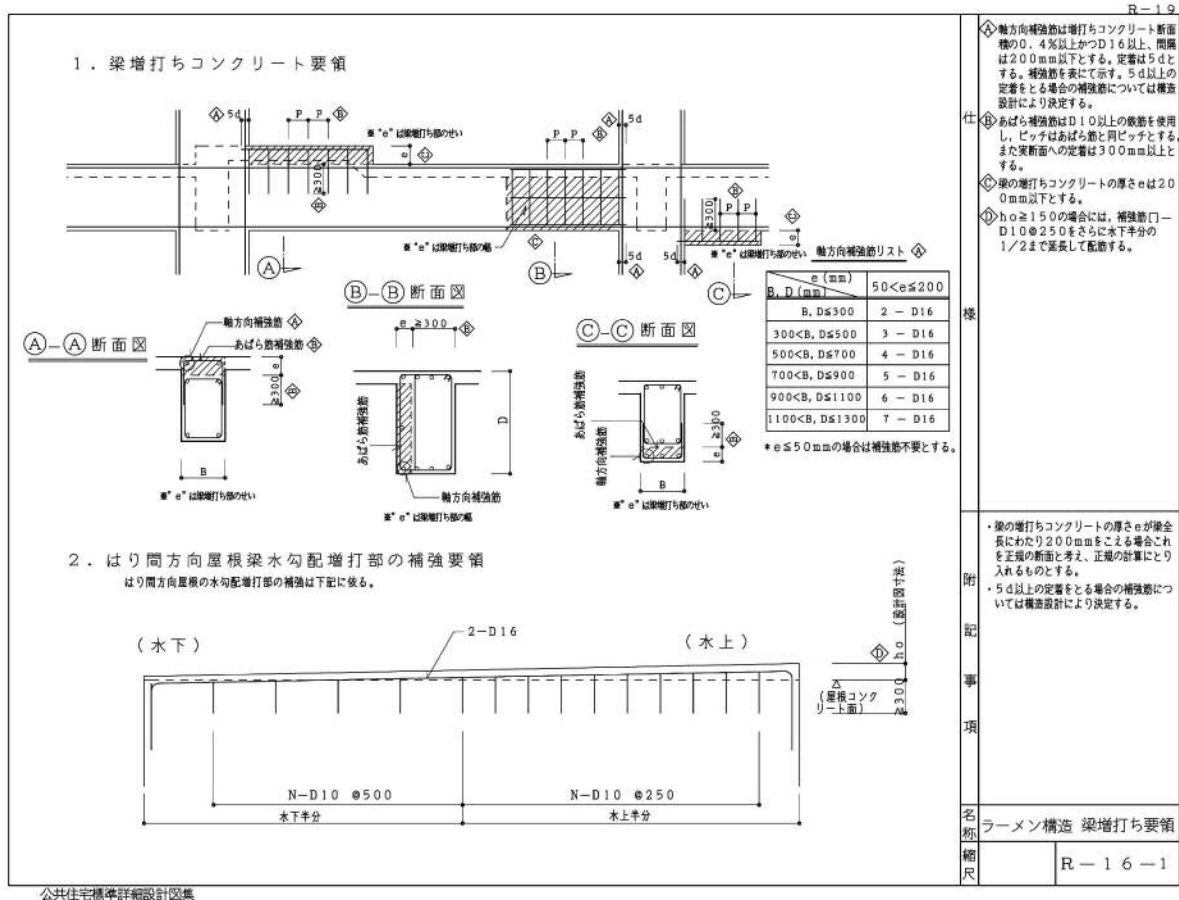 R－19
1．梁増打ちコンクリート要領
A 5d P P B
※ "e" は梁増打ち部のせい
e C
≧300
B
P P B
A 5d
※ "e" は梁増打ち部の幅
C
B
P P
≧300
e C
5d 5d
A A
※ "e" は梁増打ち部のせい
A
B
C
軸方向補強筋リスト A
e (mm)
B, D (mm)
50<e≦200
B, D≦300 2 － D16
300<B, D≦500 3 － D16
500<B, D≦700 4 － D16
700<B, D≦900 5 － D16
900<B, D≦1100 6 － D16
1100<B, D≦1300 7 － D16
＊e≦50mmの場合は補強筋不要とする。
A－A 断面図
軸方向補強筋 A
あばら筋補強筋 B
e
≧300 B
B
※" e" は梁増打ち部のせい
B－B 断面図
e ≧300 B
あばら筋補強筋
D
軸方向補強筋
※" e" は梁増打ち部の幅
C－C 断面図
あばら筋補強筋
軸方向補強筋
≧300 B
e
B
※" e" は梁増打ち部のせい
2．はり間方向屋根梁水勾配増打部の補強要領
はり間方向屋根の水勾配増打部の補強は下記に依る。
(水下)
2－D16
(水上)
D
ho (設計図寸法)
(屋根コンク
リート面)
≧300
N－D10 @500
N－D10 @250
水下半分
水上半分
仕様
A 軸方向補強筋は増打ちコンクリート断面
積の0．4%以上かつD16以上、間隔
は200mm以下とする。定着は5dと
する。補強筋を表にて示す。5d以上の
定着をとる場合の補強筋については構造
設計により決定する。
B あばら補強筋はD10以上の鉄筋を使用
し、ピッチはあばら筋と同ピッチとする。
また実断面への定着は300mm以上と
する。
C 梁の増打ちコンクリートの厚さeは20
0mm以下とする。
D ho≧150の場合には、補強筋冂－
D10@250をさらに水下半分の
1／2まで延長して配筋する。
附記事項
・梁の増打ちコンクリートの厚さeが梁全
長にわたり200mmをこえる場合これ
を正規の断面と考え、正規の計算にとり
入れるものとする。
・5d以上の定着をとる場合の補強筋につ
いては構造設計により決定する。
名称
ラーメン構造 梁増打ち要領
縮尺
R－16－1
公共住宅標準詳細設計図集